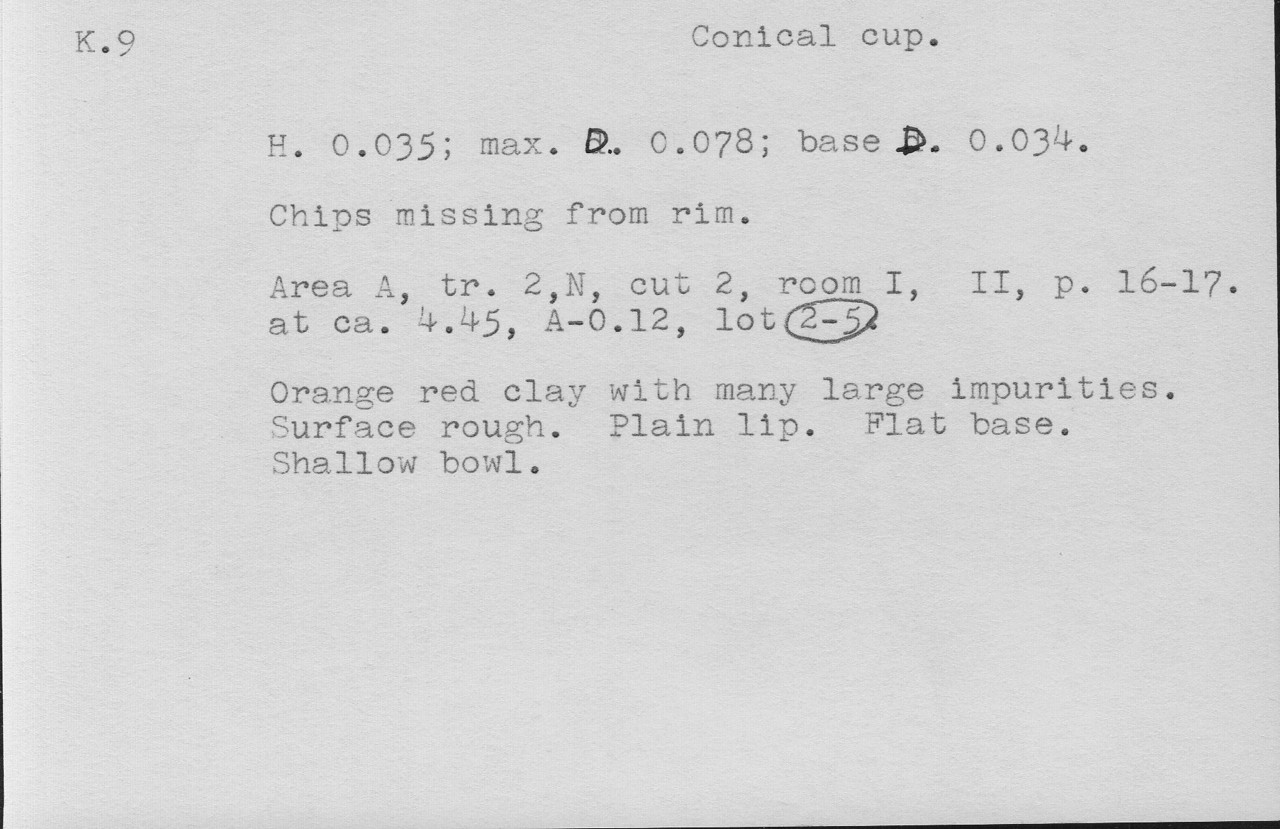 K.9
Conical cup.
H. 0.035; max. D. 0.078; base D. 0.034.
Chips missing from rim.
Area A, tr. 2,N, cut 2, room I, II, p. 16-17.
at ca. 4.45, A-0.12, lot 2-5.
Orange red clay with many large impurities.
Surface rough. Plain lip. Flat base.
Shallow bowl.